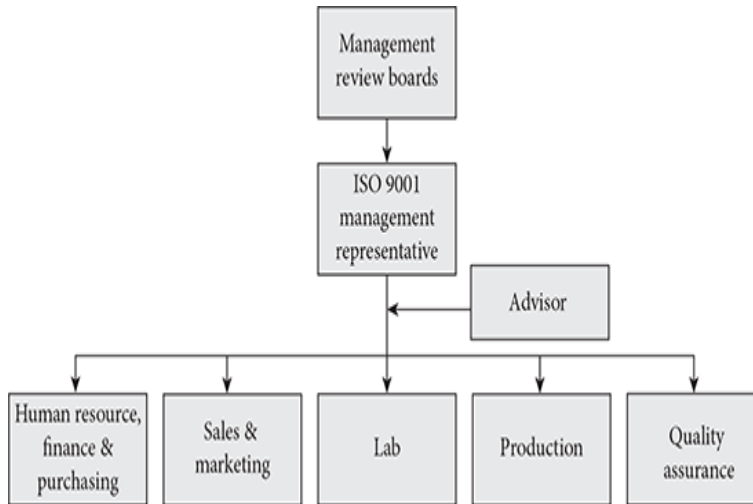 Management
review boards
ISO 9001
management
representative
Advisor
Human resource,
finance &
purchasing
Sales &
marketing
Lab
Production
Quality
assurance